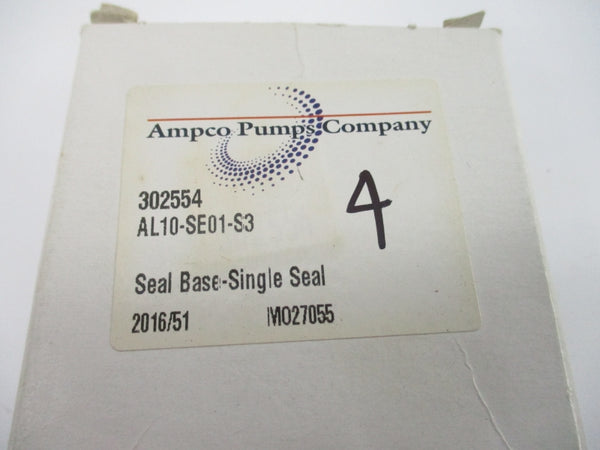 Ampco Pumps Company
302554
AL10-SE01-S3
4
Seal Base-Single Seal
2016/51 MO27055